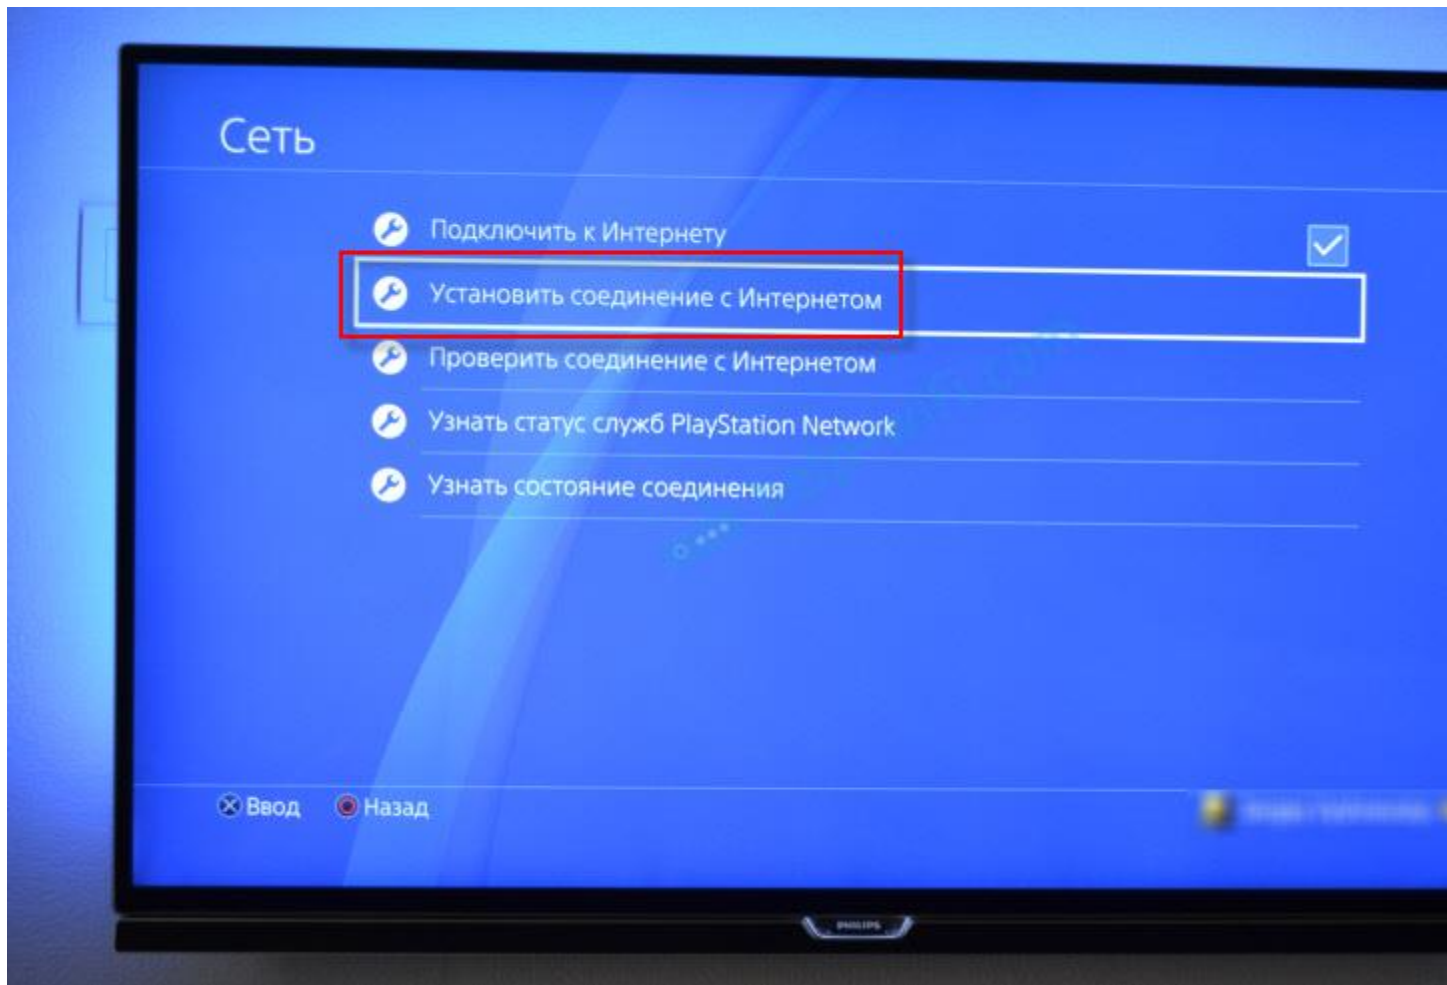 Сеть
Подключить к Интернету
Установить соединение с Интернетом
Проверить соединение с Интернетом
Узнать статус служб PlayStation Network
Узнать состояние соединения
Ввод Назад
PHILIPS